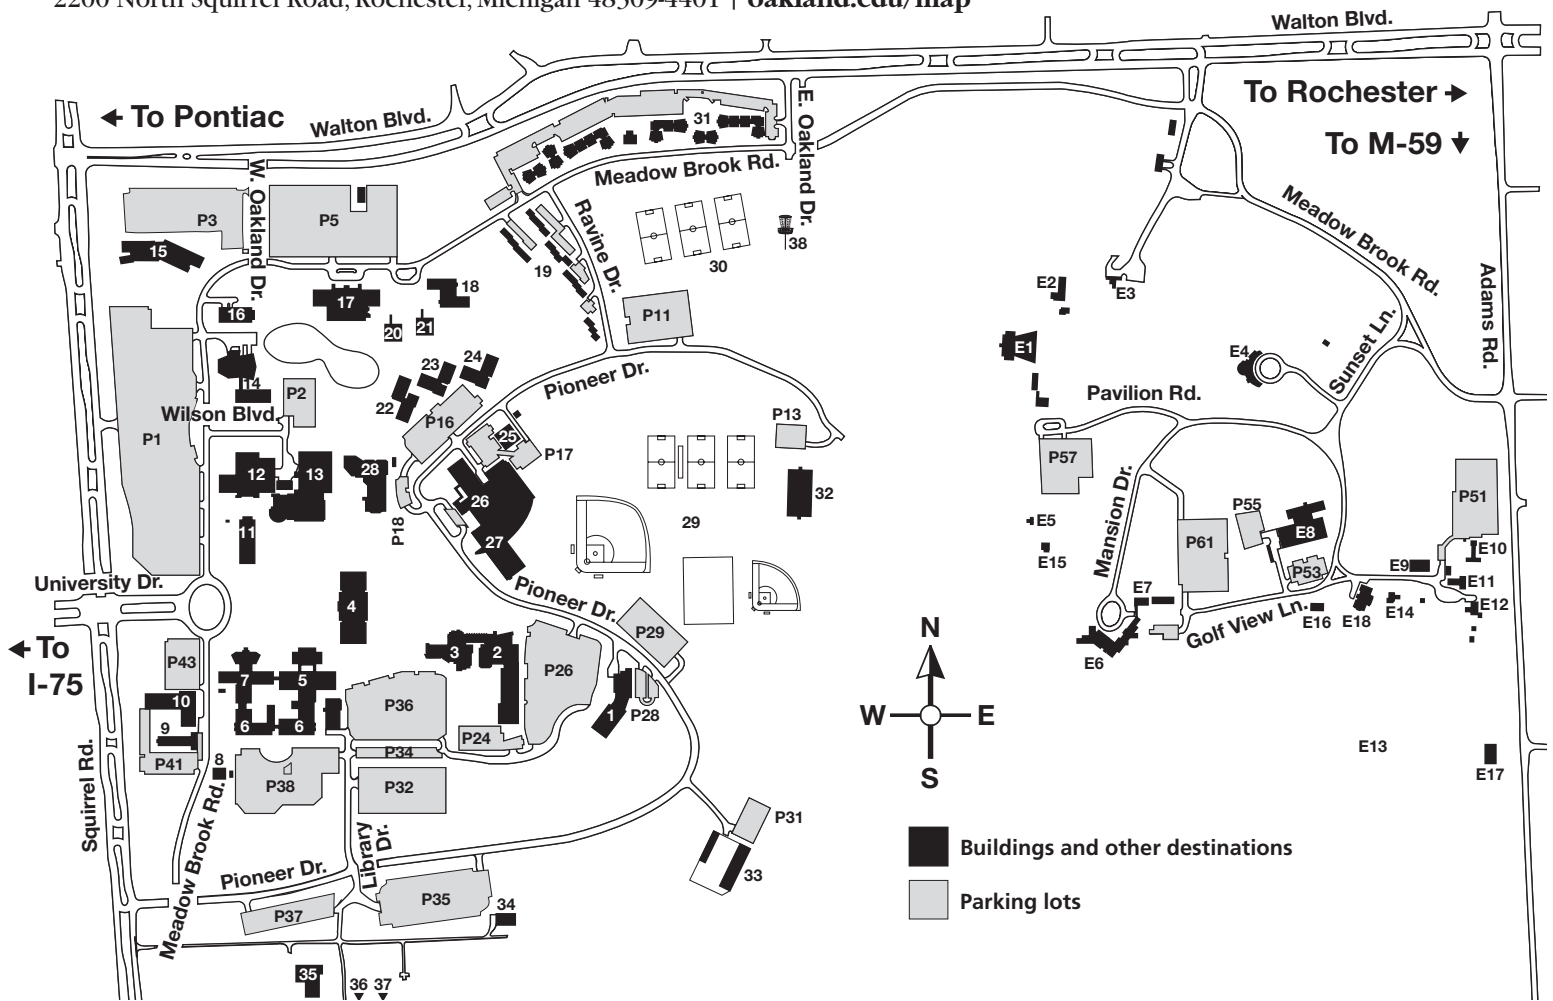 2200 North Squirrel Road, Rochester, Michigan 48309-4401 | oakland.edu/map
Walton Blvd.
To Rochester
To M-59
To Pontiac
Walton Blvd.
E. Oakland Dr.
W. Oakland Dr.
31
Meadow Brook Rd.
P3
P5
15
Ravine Dr.
19
30
38
Meadow Brook Rd.
Adams Rd.
17
18
16
20
21
P11
E2
E3
E1
E4
Sunset Ln.
14
P2
Wilson Blvd.
P1
22
23
24
P16
Pioneer Dr.
25
P17
P13
Pavilion Rd.
P57
12
13
28
P18
26
27
29
32
11
Mansion Dr.
P55
P51
E8
E5
E15
P61
P53
E9
E10
E11
E12
E7
E6
Golf View Ln.
E16
E18
E14
University Dr.
4
Pioneer Dr.
P29
To
I-75
P43
7
5
3
2
P26
P36
10
6
6
9
P41
8
P24
1
P28
P34
P38
P32
N
W
E
S
E13
E17
Squirrel Rd.
Meadow Brook Rd.
Library
Dr.
P31
33
Pioneer Dr.
P37
P35
34
35
36
37
Buildings and other destinations
Parking lots